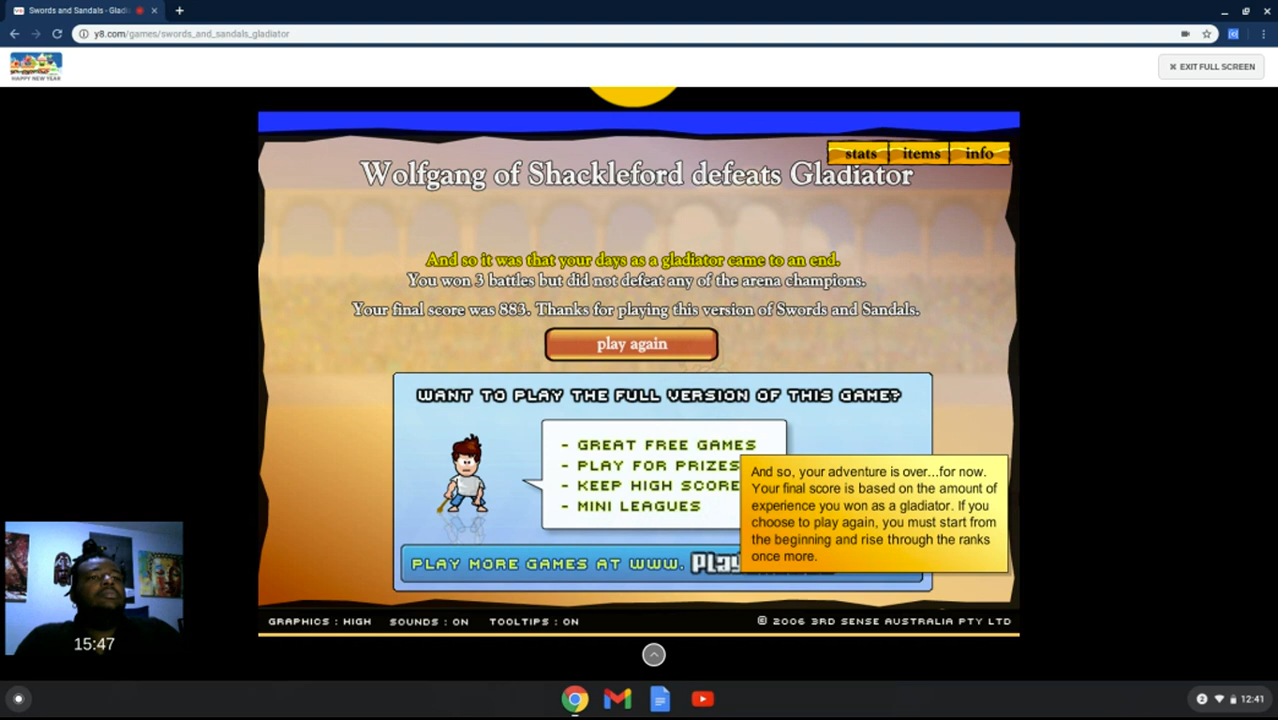 Swords and Sandals - Gladi
y8.com/games/swords_and_sandals_gladiator
HAPPY NEW YEAR
EXIT FULL SCREEN
stats items info
Wolfgang of Shackleford defeats Gladiator
And so it was that your days as a gladiator came to an end.
You won 3 battles but did not defeat any of the arena champions.
Your final score was 883. Thanks for playing this version of Swords and Sandals.
play again
WANT TO PLAY THE FULL VERSION OF THIS GAME?
- GREAT FREE GAMES
- PLAY FOR PRIZES
- KEEP HIGH SCORE
- MINI LEAGUES
And so, your adventure is over...for now.
Your final score is based on the amount of
experience you won as a gladiator. If you
choose to play again, you must start from
the beginning and rise through the ranks
once more.
PLAY MORE GAMES AT WWW. Play
15:47
GRAPHICS : HIGH SOUNDS : ON TOOLTIPS : ON © 2006 3RD SENSE AUSTRALIA PTY LTD
2 12:41